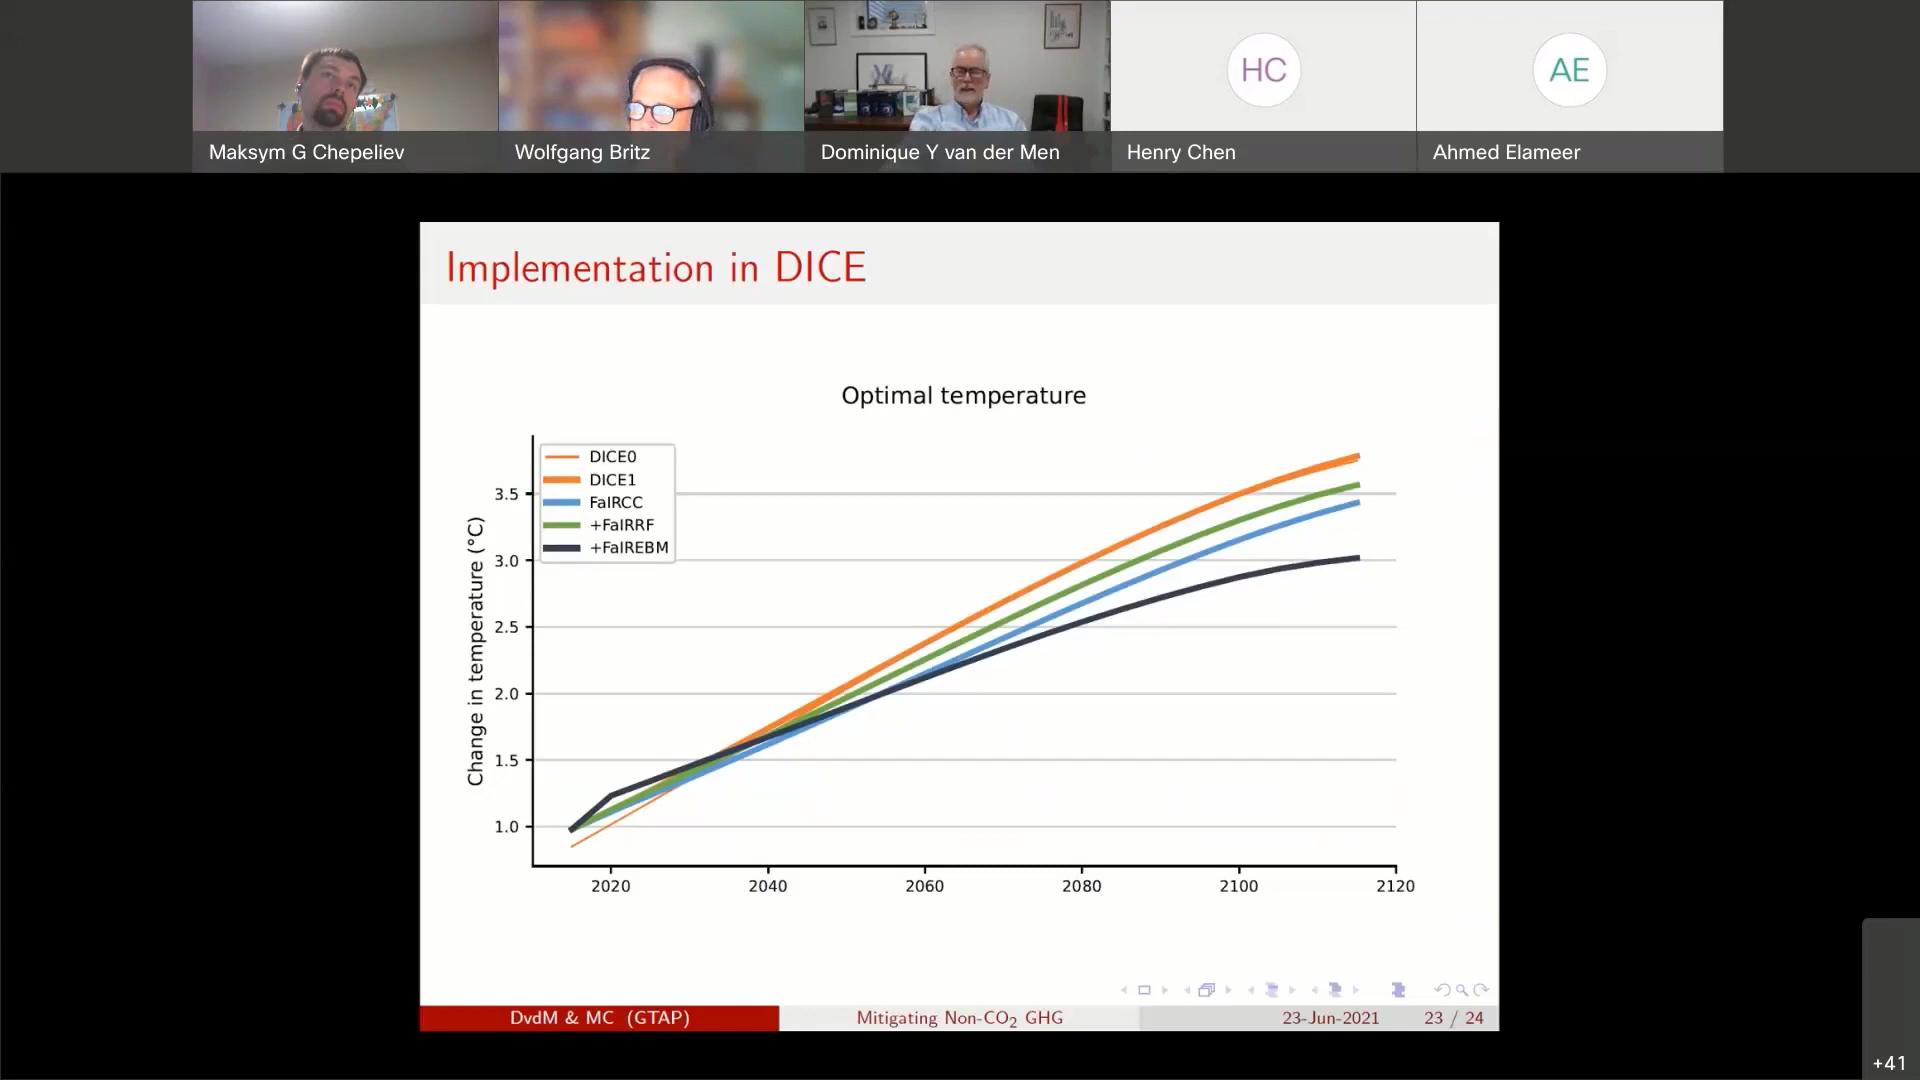 HC
AE
Maksym G Chepeliev
Wolfgang Britz
Dominique Y van der Men
Henry Chen
Ahmed Elameer
Implementation in DICE
Optimal temperature
DICE0
DICE1
FaIRCC
+FaIRRF
+FaIREBM
Change in temperature (°C)
3.5
3.0
2.5
2.0
1.5
1.0
2020 2040 2060 2080 2100 2120
DvdM & MC (GTAP) Mitigating Non-CO₂ GHG 23-Jun-2021 23 / 24
+41